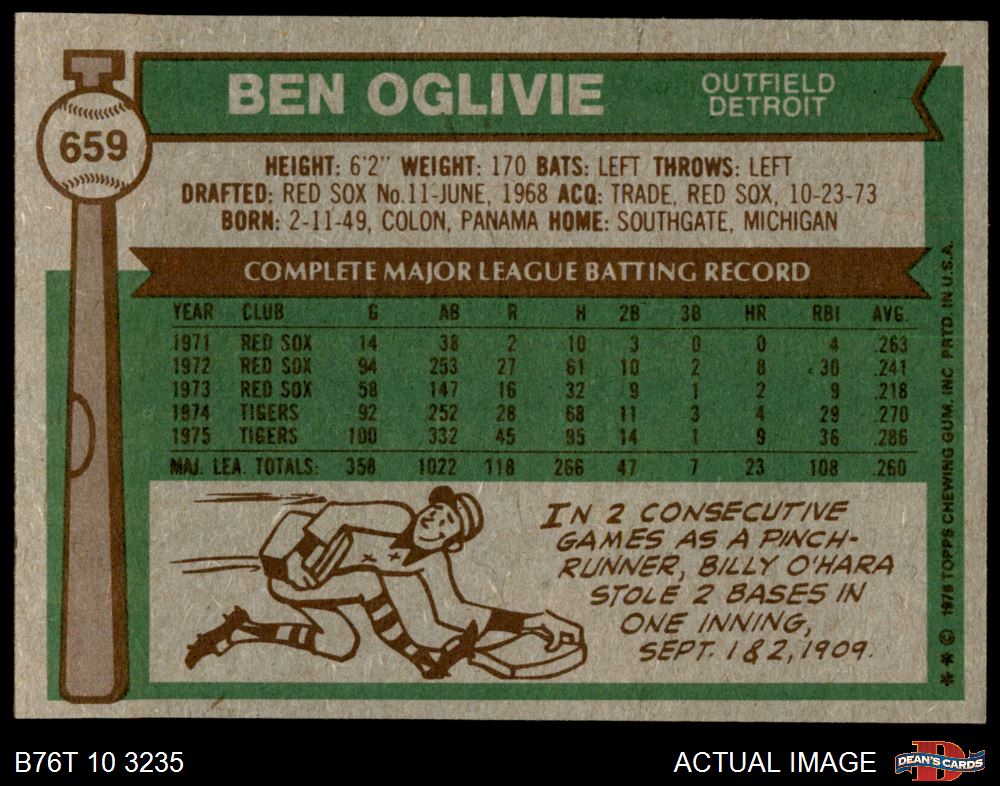 BEN OGLIVIE
OUTFIELD
DETROIT
659
HEIGHT: 6'2" WEIGHT: 170 BATS: LEFT THROWS: LEFT
DRAFTED: RED SOX No.11-JUNE, 1968 ACQ: TRADE, RED SOX, 10-23-73
BORN: 2-11-49, COLON, PANAMA HOME: SOUTHGATE, MICHIGAN
COMPLETE MAJOR LEAGUE BATTING RECORD
YEAR CLUB G AB R H 2B 3B HR RBI AVG.
1971 RED SOX 14 38 2 10 3 0 0 4 .263
1972 RED SOX 94 253 27 61 10 2 8 30 .241
1973 RED SOX 58 147 16 32 9 1 2 9 .218
1974 TIGERS 92 252 28 68 11 3 4 29 .270
1975 TIGERS 100 332 45 95 14 1 9 36 .286
MAJ. LEA. TOTALS: 358 1022 118 266 47 7 23 108 .260
IN 2 CONSECUTIVE
GAMES AS A PINCH-
RUNNER, BILLY O'HARA
STOLE 2 BASES IN
ONE INNING,
SEPT. 1 & 2, 1909.
** © 1976 TOPPS CHEWING GUM, INC PRTD. IN U.S.A.
B76T 10 3235
ACTUAL IMAGE
D
DEAN'S CARDS